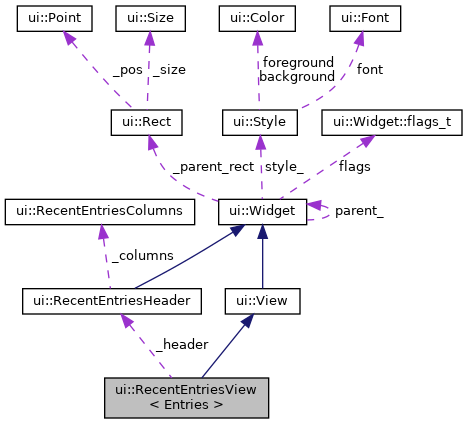 ui::Point
ui::Size
ui::Color
ui::Font
_pos
_size
foreground
background
font
ui::Rect
ui::Style
ui::Widget::flags_t
_parent_rect
style_
flags
ui::RecentEntriesColumns
ui::Widget
parent_
_columns
ui::RecentEntriesHeader
ui::View
_header
ui::RecentEntriesView
< Entries >